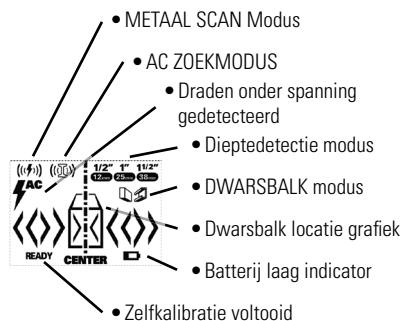 • METAAL SCAN Modus
• AC ZOEKMODUS
• Draden onder spanning
gedetecteerd
• Dieptedetectie modus
1/2" 1" 1 1/2"
12mm 25mm 38mm
AC
• DWARSBALK modus
• Dwarsbalk locatie grafiek
READY CENTER
• Batterij laag indicator
• Zelfkalibratie voltooid